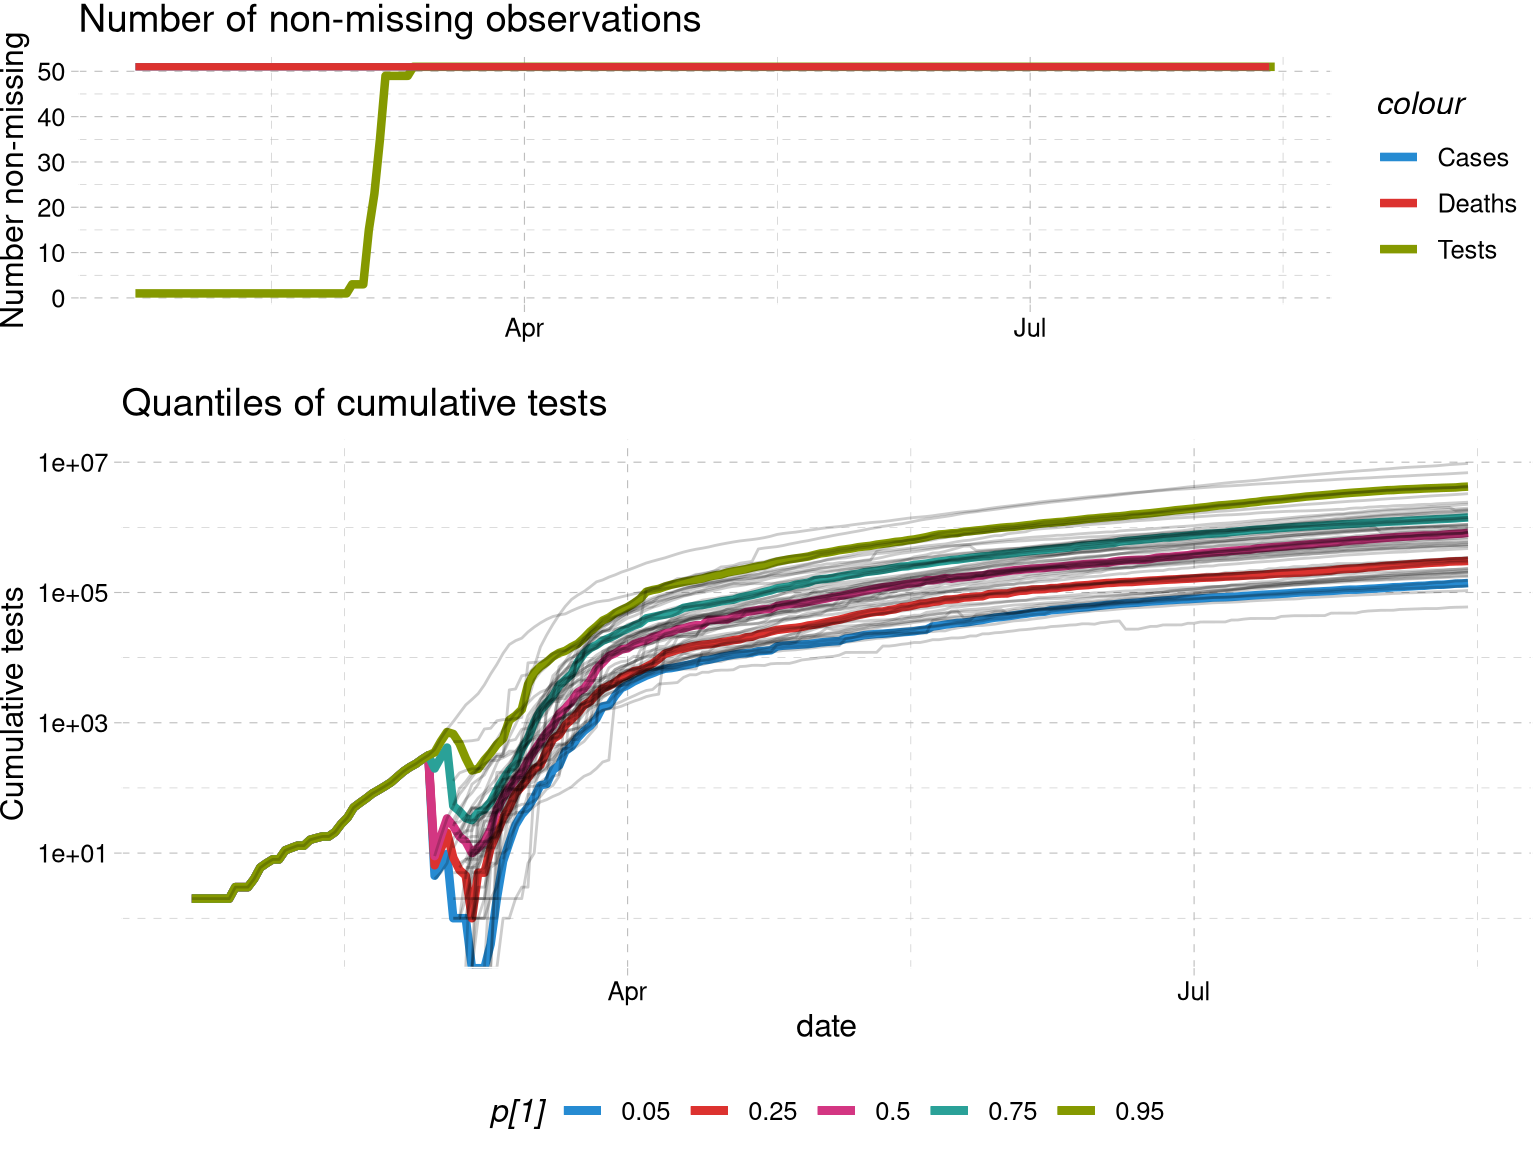 Number of non-missing observations
Number non-missing
50
40
30
20
10
0
Apr
Jul
colour
Cases
Deaths
Tests
Quantiles of cumulative tests
Cumulative tests
1e+07
1e+05
1e+03
1e+01
Apr
Jul
date
p[1]
0.05
0.25
0.5
0.75
0.95